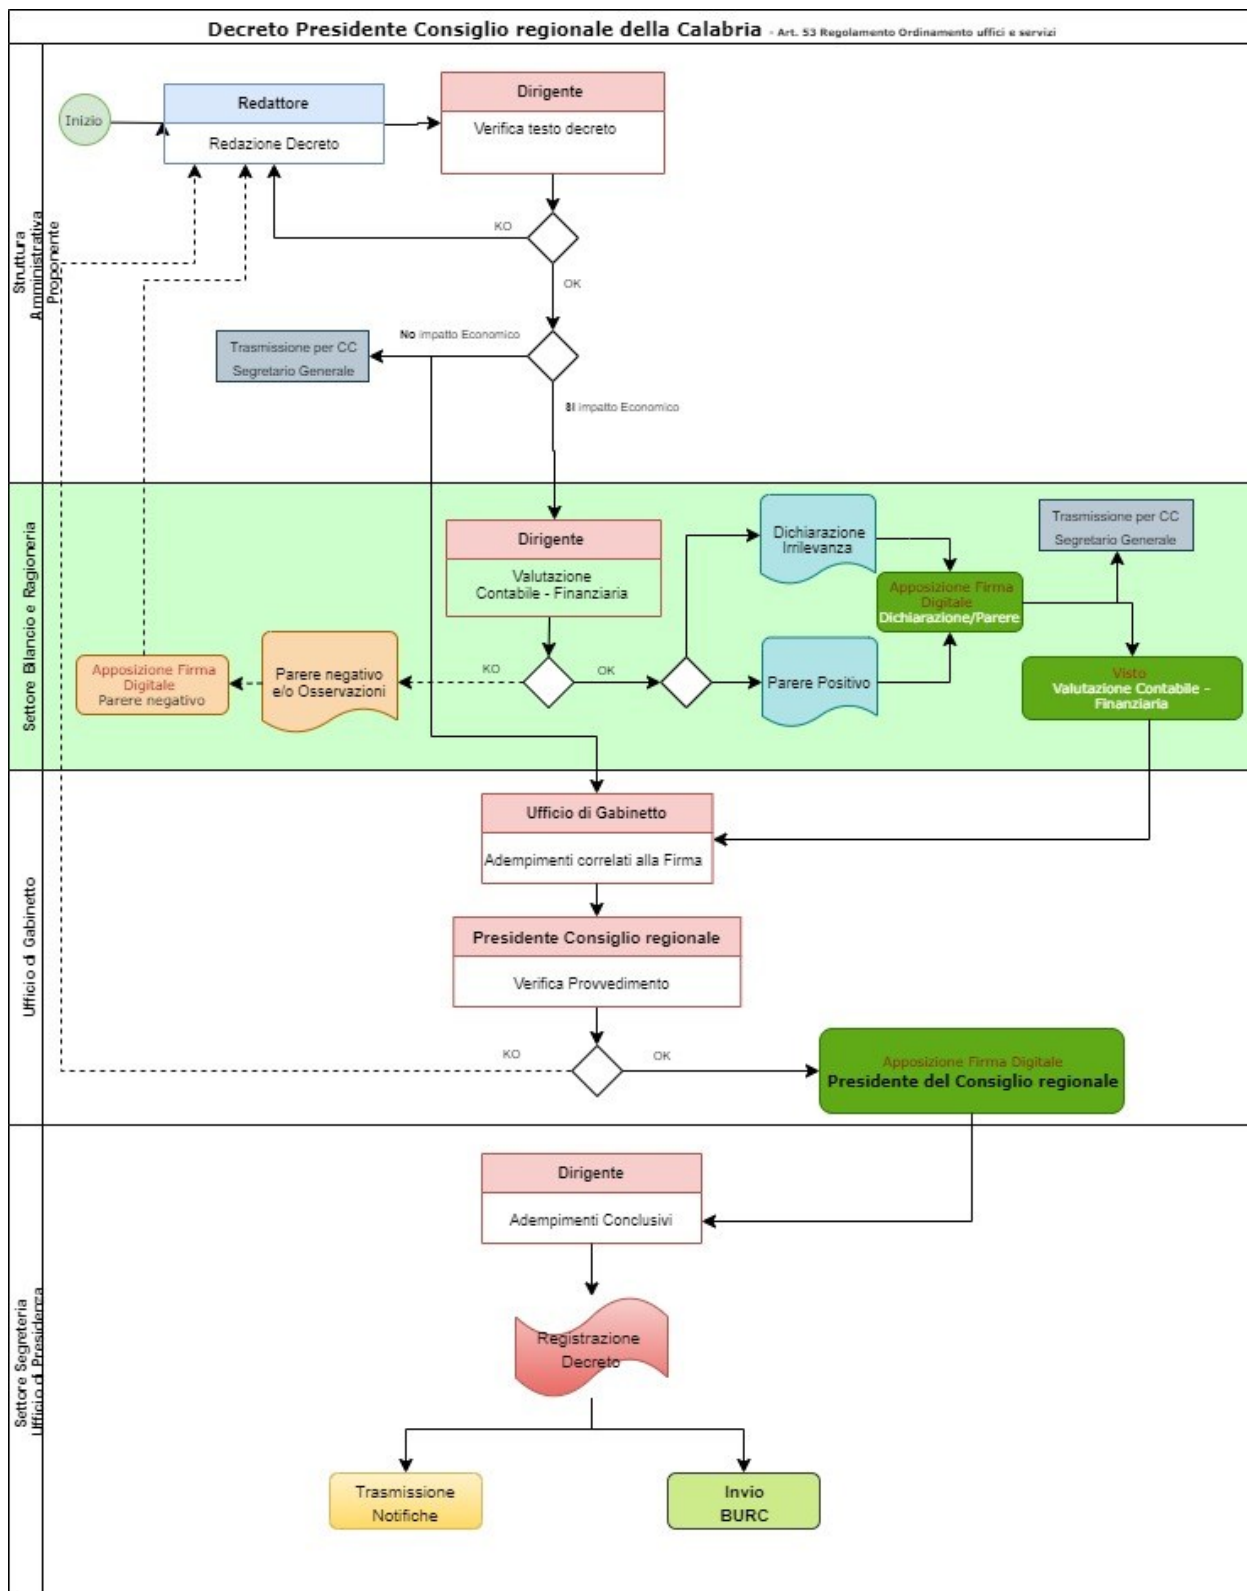 Decreto Presidente Consiglio regionale della Calabria - Art. 53 Regolamento Ordinamento uffici e servizi
Struttura
Amministrativa
Proponente
Inizio
Redattore
Redazione Decreto
Dirigente
Verifica testo decreto
KO
OK
No impatto Economico
Trasmissione per CC
Segretario Generale
SI impatto Economico
Settore Bilancio e Ragioneria
Dirigente
Valutazione
Contabile - Finanziaria
Dichiarazione
Irrilevanza
Trasmissione per CC
Segretario Generale
Apposizione Firma
Digitale
Dichiarazione/Parere
Apposizione Firma
Digitale
Parere negativo
Parere negativo
e/o Osservazioni
KO
OK
Parere Positivo
Visto
Valutazione Contabile -
Finanziaria
Ufficio di Gabinetto
Ufficio di Gabinetto
Adempimenti correlati alla Firma
Presidente Consiglio regionale
Verifica Provvedimento
KO
OK
Apposizione Firma Digitale
Presidente del Consiglio regionale
Settore Segreteria
Ufficio di Presidenza
Dirigente
Adempimenti Conclusivi
Registrazione
Decreto
Trasmissione
Notifiche
Invio
BURC